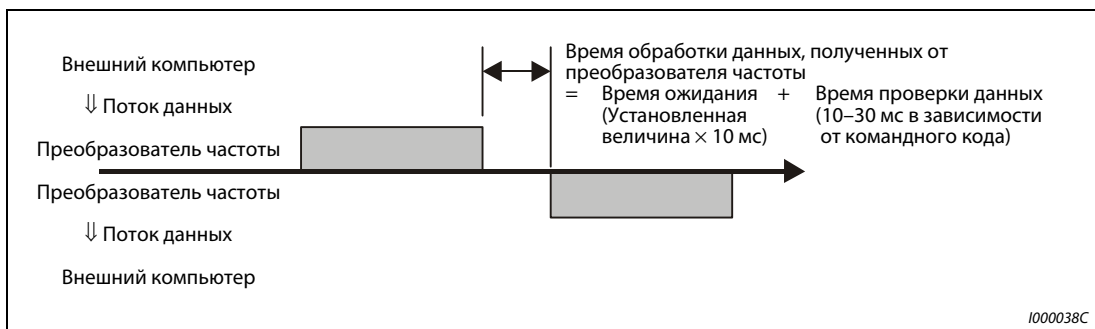 Внешний компьютер
⇓ Поток данных
Преобразователь частоты
Преобразователь частоты
⇓ Поток данных
Внешний компьютер
Время обработки данных, полученных от
преобразователя частоты
= Время ожидания + Время проверки данных
(Установленная (10–30 мс в зависимости
величина × 10 мс) от командного кода)
I000038C